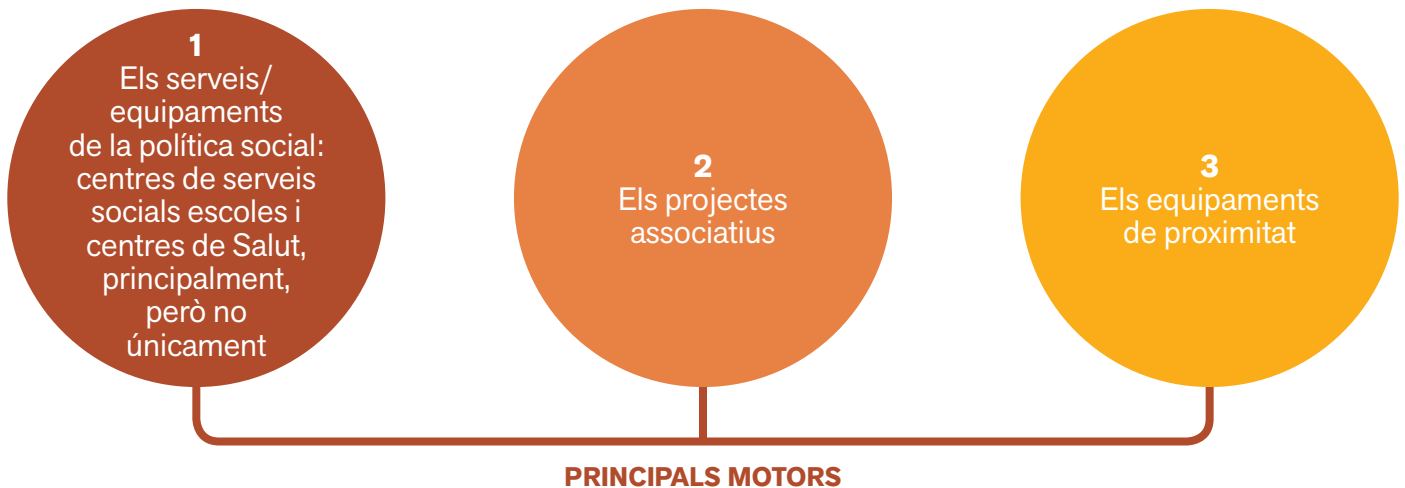 1
Els serveis/
equipaments
de la política social:
centres de serveis
socials escoles i
centres de Salut,
principalment,
però no
únicament
2
Els projectes
associatius
3
Els equipaments
de proximitat
PRINCIPALS MOTORS